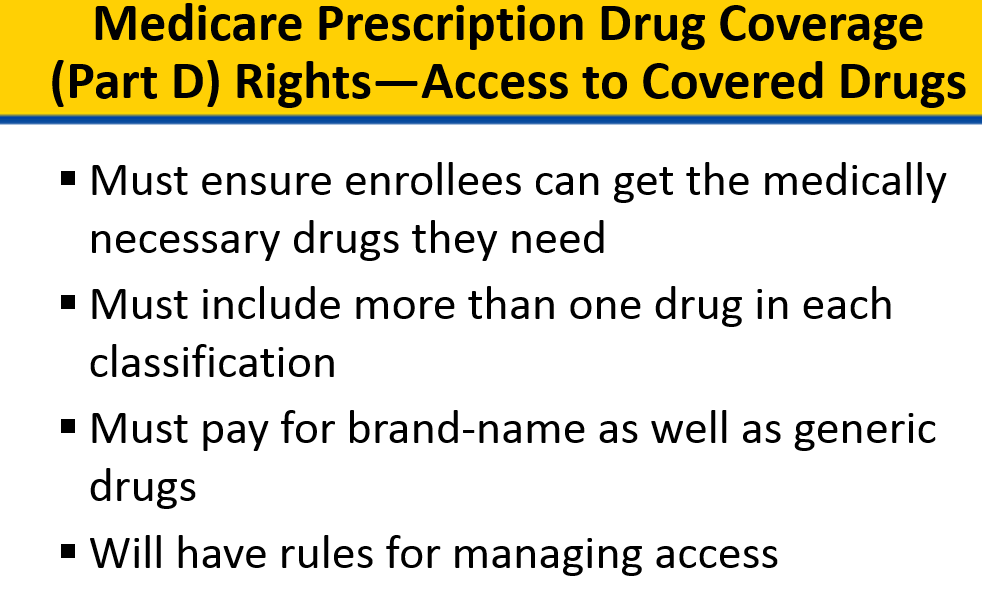 Medicare Prescription Drug Coverage
(Part D) Rights—Access to Covered Drugs
▪ Must ensure enrollees can get the medically
necessary drugs they need
▪ Must include more than one drug in each
classification
▪ Must pay for brand-name as well as generic
drugs
▪ Will have rules for managing access